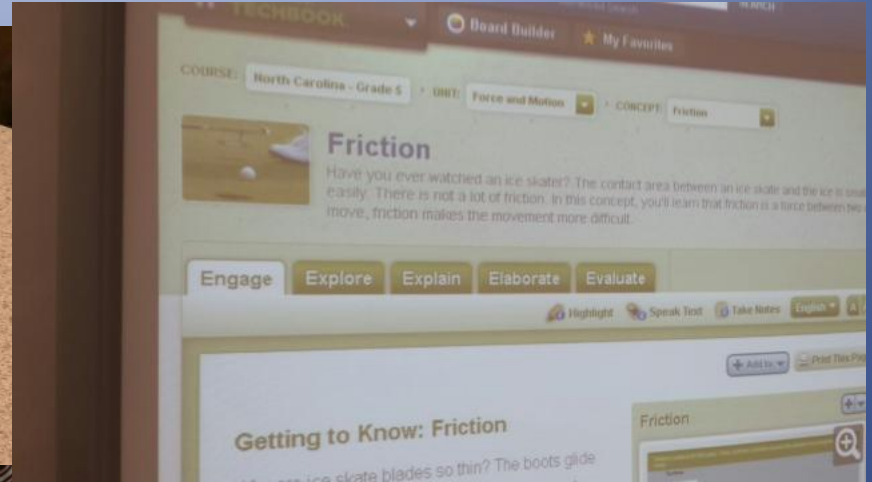 TECHBOOK
Board Builder
My Favorites
SEARCH
COURSE: North Carolina - Grade 5 UNIT: Force and Motion CONCEPT: Friction
Friction
Have you ever watched an ice skater? The contact area between an ice skate and the ice is
easily. There is not a lot of friction. In this concept, you'll learn that friction is a force between two
move, friction makes the movement more difficult.
Engage Explore Explain Elaborate Evaluate
Highlight Speak Text Take Notes English
Add to Print This Page
Getting to Know: Friction
Friction
ice skate blades so thin? The boots glide